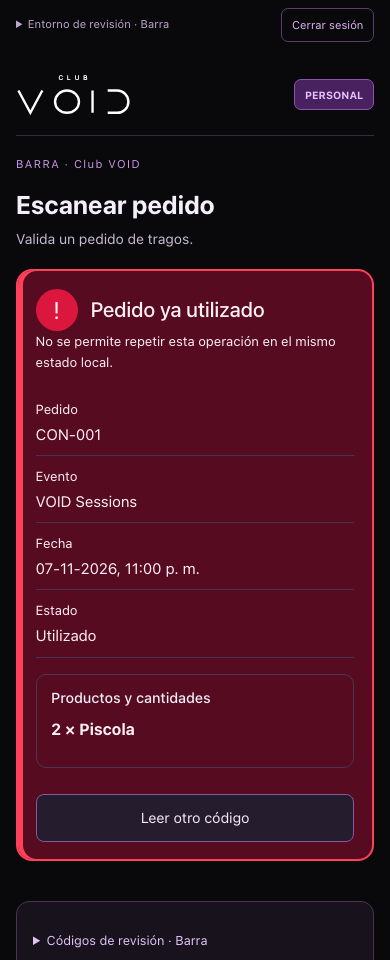 ▶ Entorno de revisión · Barra
Cerrar sesión
CLUB
VOID
PERSONAL
BARRA · Club VOID
Escanear pedido
Valida un pedido de tragos.
!
Pedido ya utilizado
No se permite repetir esta operación en el mismo
estado local.
Pedido
CON-001
Evento
VOID Sessions
Fecha
07-11-2026, 11:00 p. m.
Estado
Utilizado
Productos y cantidades
2 × Piscola
Leer otro código
▶ Códigos de revisión · Barra